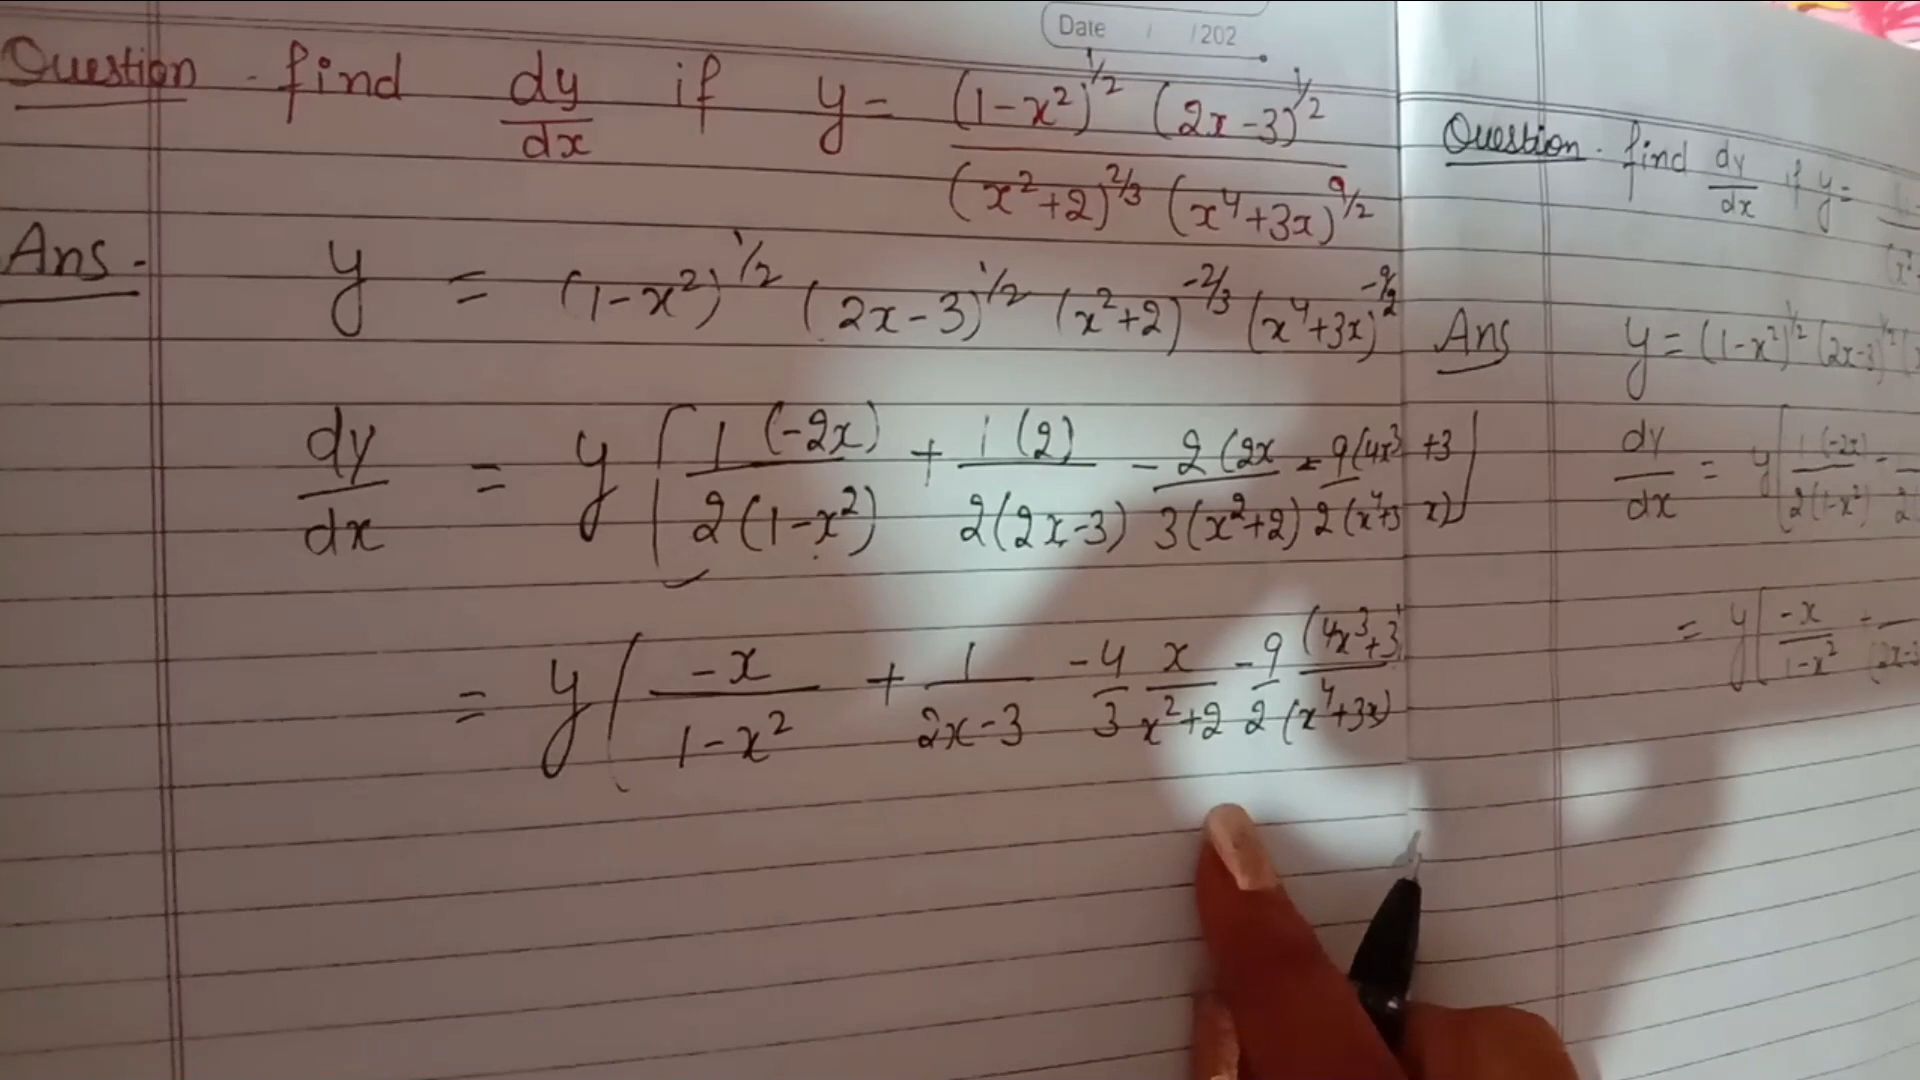 Date / /202
Question - find dy/dx if y = (1-x²)^1/2 (2x-3)^1/2 / (x²+2)^2/3 (x⁴+3x)^9/2
Ans - y = (1-x²)^1/2 (2x-3)^1/2 (x²+2)^-2/3 (x⁴+3x)^-9/2
dy/dx = y [1(-2x)/2(1-x²) + 1(2)/2(2x-3) - 2(2x/3(x²+2) - 9(4x³+3/2(x⁴+3x)]
= y (-x/1-x² + 1/2x-3 -4/3 x/x²+2 -9/2 (4x³+3)/(x⁴+3x)
Question - find dy/dx if y =
Ans y = (1-x²)^1/2 (2x-3)^1/2
dy/dx = y [1(-2x)/2(1-x²)
= y [-x/1-x² +